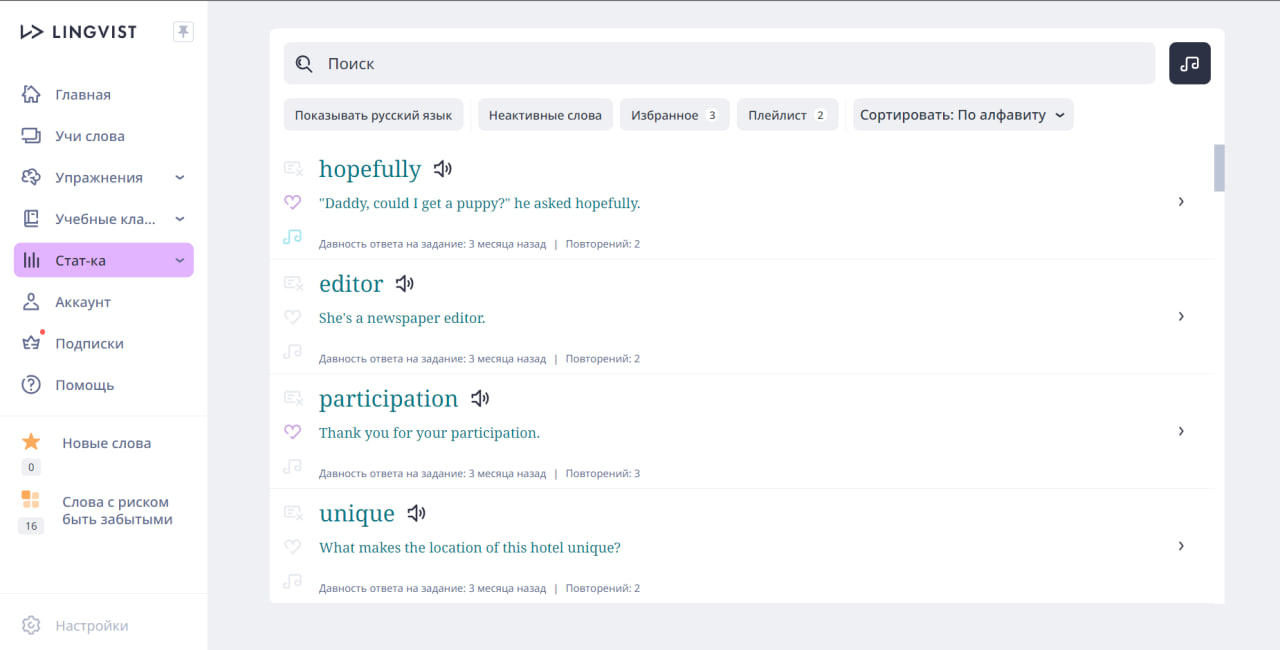 LINGVIST
Главная
Учи слова
Упражнения
Учебные кла...
Стат-ка
Аккаунт
Подписки
Помощь
Новые слова
0
Слова с риском
быть забытыми
16
Настройки
Поиск
Показывать русский язык
Неактивные слова
Избранное 3
Плейлист 2
Сортировать: По алфавиту
hopefully
"Daddy, could I get a puppy?" he asked hopefully.
Давность ответа на задание: 3 месяца назад | Повторений: 2
editor
She's a newspaper editor.
Давность ответа на задание: 3 месяца назад | Повторений: 2
participation
Thank you for your participation.
Давность ответа на задание: 3 месяца назад | Повторений: 3
unique
What makes the location of this hotel unique?
Давность ответа на задание: 3 месяца назад | Повторений: 2